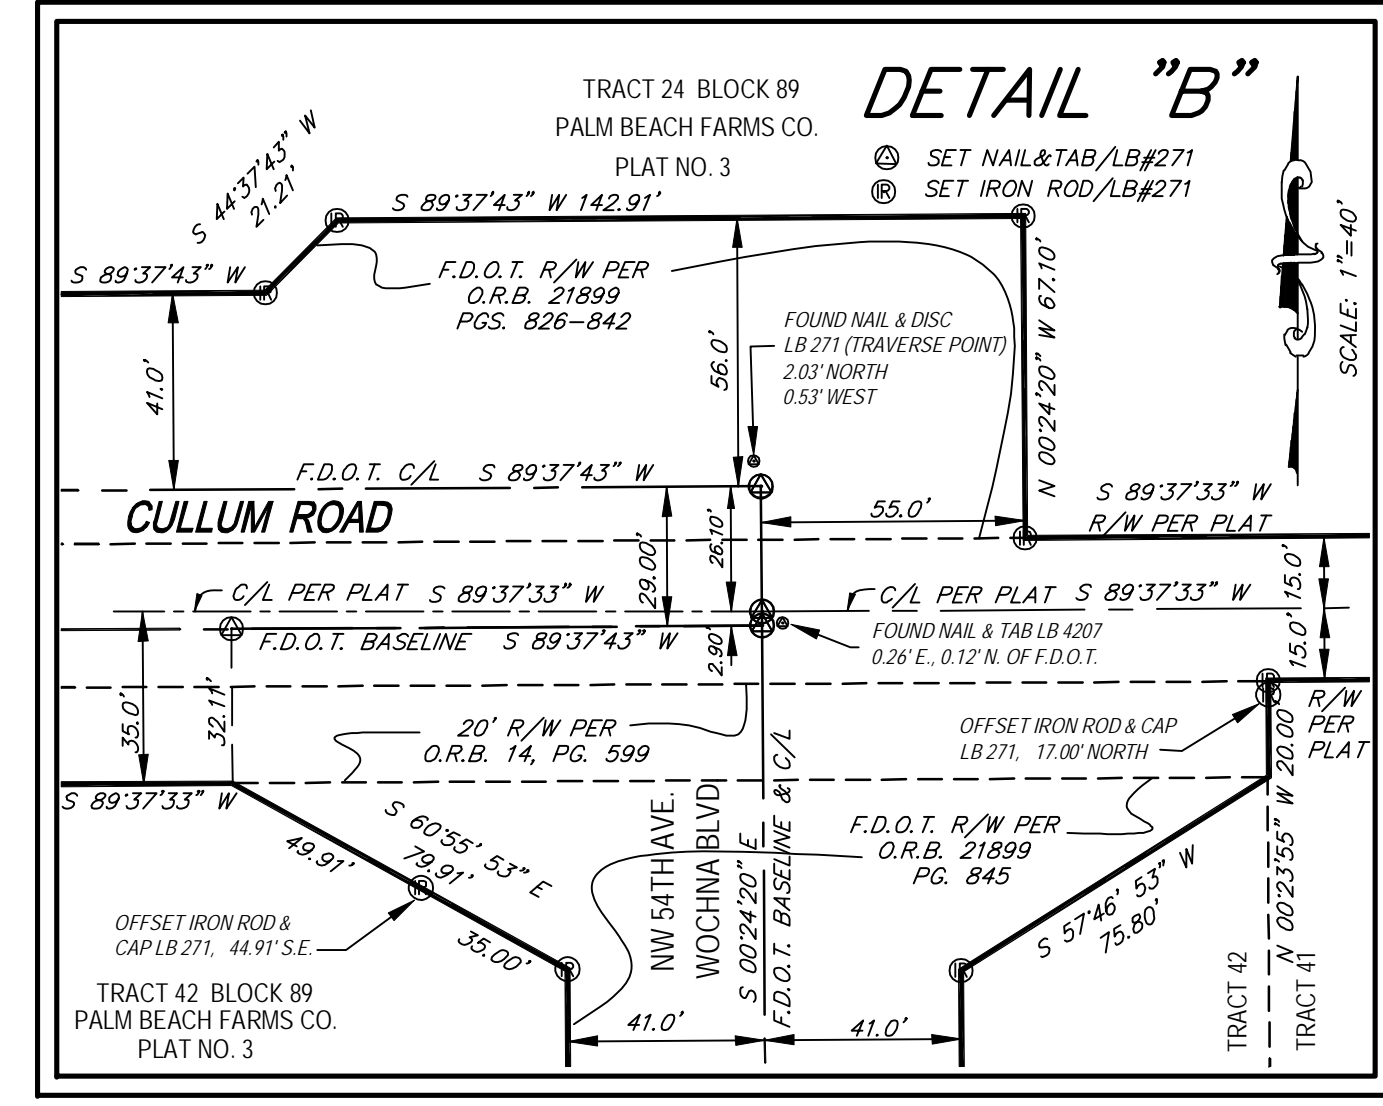 DETAIL "B"
TRACT 24 BLOCK 89
PALM BEACH FARMS CO.
PLAT NO. 3
SET NAIL&TAB/LB#271
IR SET IRON ROD/LB#271
SCALE: 1"=40'
S 44°37'43" W
21.21'
S 89°37'43" W 142.91'
IR
IR
S 89°37'43" W
IR
F.D.O.T. R/W PER
O.R.B. 21899
PGS. 826-842
41.0'
56.0'
FOUND NAIL & DISC
LB 271 (TRAVERSE POINT)
2.03' NORTH
0.53' WEST
N 00°24'20" W 67.10'
F.D.O.T. C/L S 89°37'43" W
CULLUM ROAD
55.0'
S 89°37'33" W
R/W PER PLAT
IR
29.00'
26.10'
15.0'
C/L PER PLAT S 89°37'33" W
C/L PER PLAT S 89°37'33" W
F.D.O.T. BASELINE S 89°37'43" W
2.90'
FOUND NAIL & TAB LB 4207
0.26' E., 0.12' N. OF F.D.O.T.
15.0'
35.0'
32.11'
20' R/W PER
O.R.B. 14, PG. 599
OFFSET IRON ROD & CAP
LB 271, 17.00' NORTH
IR
IR
R/W
PER
PLAT
S 89°37'33" W
S 60°55' 53" E
79.91'
49.91'
IR
35.00'
IR
OFFSET IRON ROD &
CAP LB 271, 44.91' S.E.
NW 54TH AVE.
WOCHNA BLVD
S 00°24'20" E
F.D.O.T. BASELINE & C/L
F.D.O.T. R/W PER
O.R.B. 21899
PG. 845
S 57°46' 53" W
75.80'
IR
N 00°23'55" W 20.00'
TRACT 42
TRACT 41
TRACT 42 BLOCK 89
PALM BEACH FARMS CO.
PLAT NO. 3
41.0'
41.0'